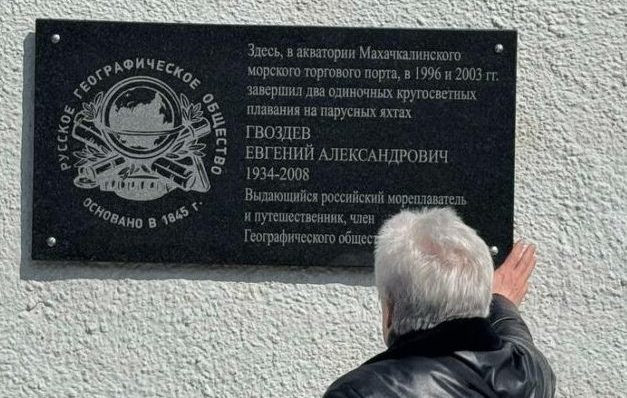 РУССКОЕ ГЕОГРАФИЧЕСКОЕ ОБЩЕСТВО
ОСНОВАНО В 1845 г.
Здесь, в акватории Махачкалинского
морского торгового порта, в 1996 и 2003 гг.
завершил два одиночных кругосветных
плавания на парусных яхтах
ГВОЗДЕВ
ЕВГЕНИЙ АЛЕКСАНДРОВИЧ
1934-2008
Выдающийся российский мореплаватель
и путешественник, член
Географического